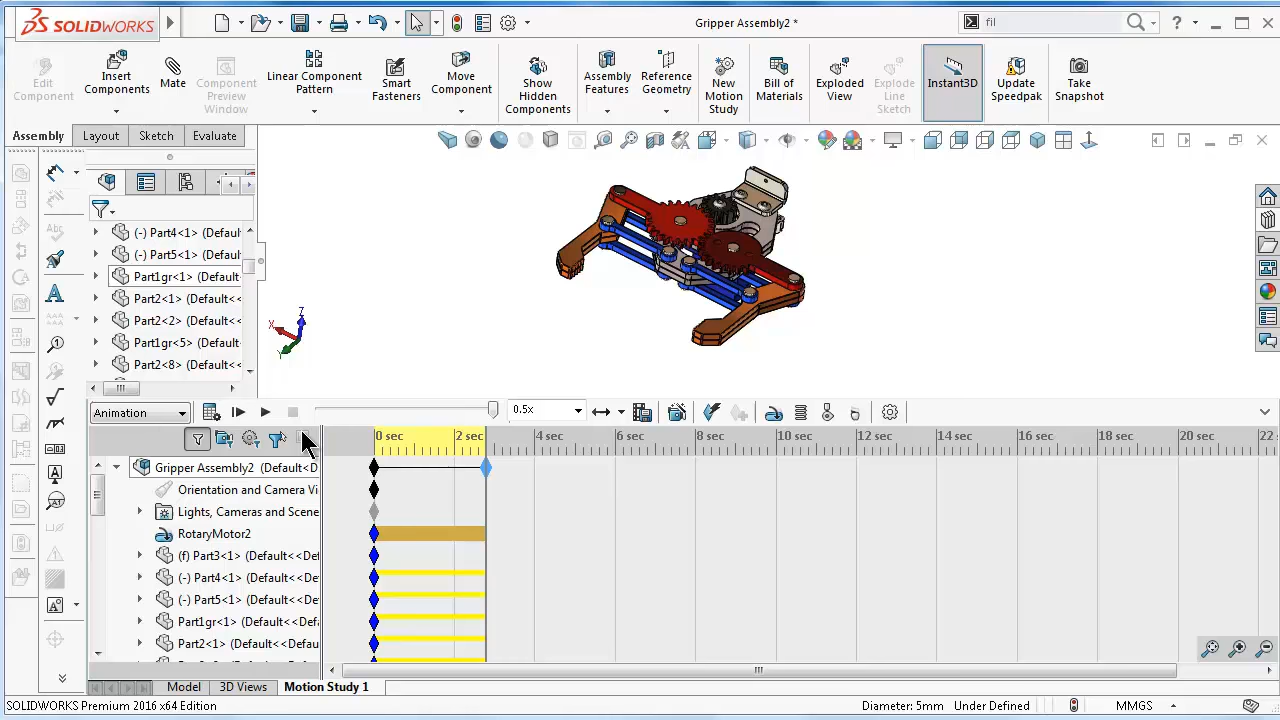 SOLIDWORKS
Gripper Assembly2 *
fil
Edit Component
Insert Components
Mate
Component Preview Window
Linear Component Pattern
Smart Fasteners
Move Component
Show Hidden Components
Assembly Features
Reference Geometry
New Motion Study
Bill of Materials
Exploded View
Explode Line Sketch
Instant3D
Update Speedpak
Take Snapshot
Assembly
Layout
Sketch
Evaluate
(-) Part4<1> (Defaul
(-) Part5<1> (Defaul
Part1gr<1> (Default
Part2<1> (Default<<
Part2<2> (Default<<
Part1gr<5> (Default
Part2<8> (Default<<
Z
X
Y
Animation
0.5x
0 sec
2 sec
4 sec
6 sec
8 sec
10 sec
12 sec
14 sec
16 sec
18 sec
20 sec
22
Gripper Assembly2 (Default<D
Orientation and Camera Vi
Lights, Cameras and Scene
RotaryMotor2
(f) Part3<1> (Default<<Defa
(-) Part4<1> (Default<<De
(-) Part5<1> (Default<<De
Part1gr<1> (Default<<Defa
Part2<1> (Default<<Defau
Model
3D Views
Motion Study 1
SOLIDWORKS Premium 2016 x64 Edition
Diameter: 5mm
Under Defined
MMGS